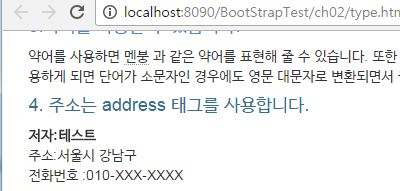 localhost:8090/BootStrapTest/ch02/type.htm
약어를 사용하면 멘붕 과 같은 약어를 표현해 줄 수 있습니다. 또한
용하게 되면 단어가 소문자인 경우에도 영문 대문자로 변환되면서
4. 주소는 address 태그를 사용합니다.
저자:테스트
주소:서울시 강남구
전화번호 :010-XXX-XXXX